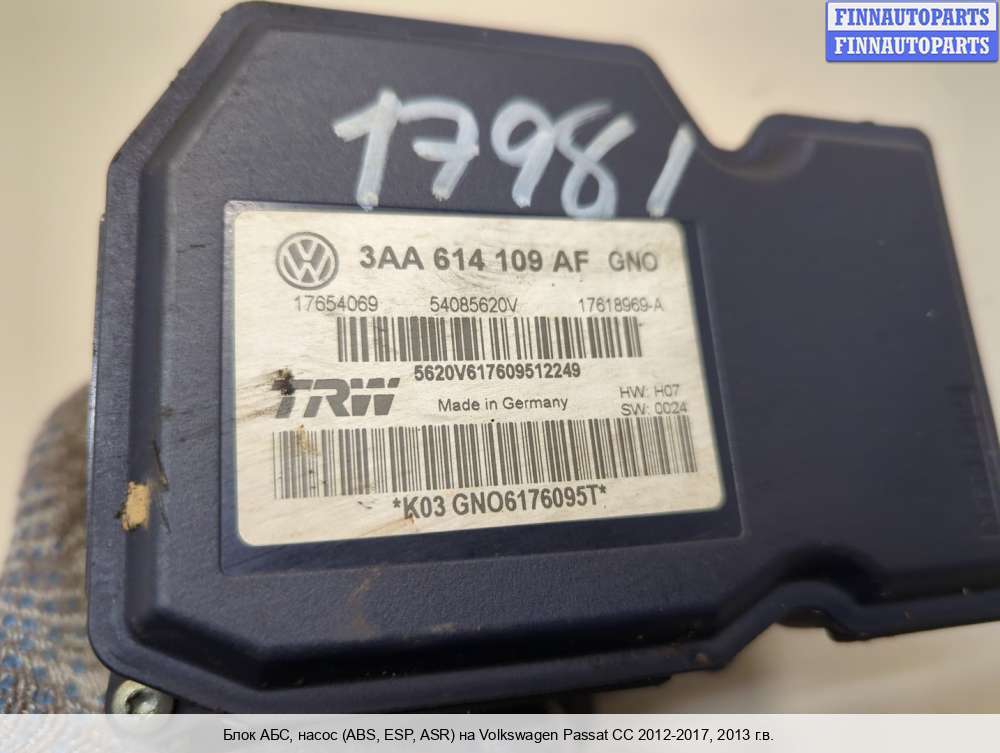 FINNAUTOPARTS
FINNAUTOPARTS
17981
3AA 614 109 AF GNO
17654069 54085620V 17618969-A
5620V617609512249
TRW
Made in Germany
HW: H07
SW: 0024
*K03 GNO6176095T*
Блок АБС, насос (ABS, ESP, ASR) на Volkswagen Passat CC 2012-2017, 2013 г.в.